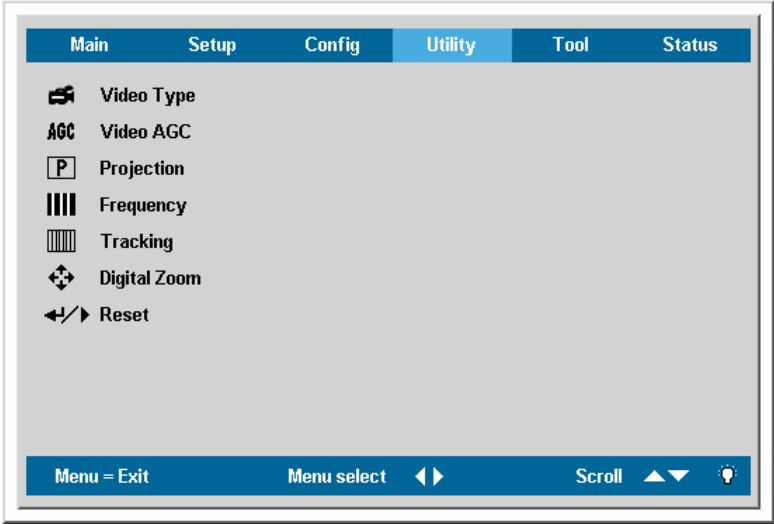 Main Setup Config Utility Tool Status
Video Type
AGC Video AGC
P Projection
Frequency
Tracking
Digital Zoom
Reset
Menu = Exit Menu select Scroll